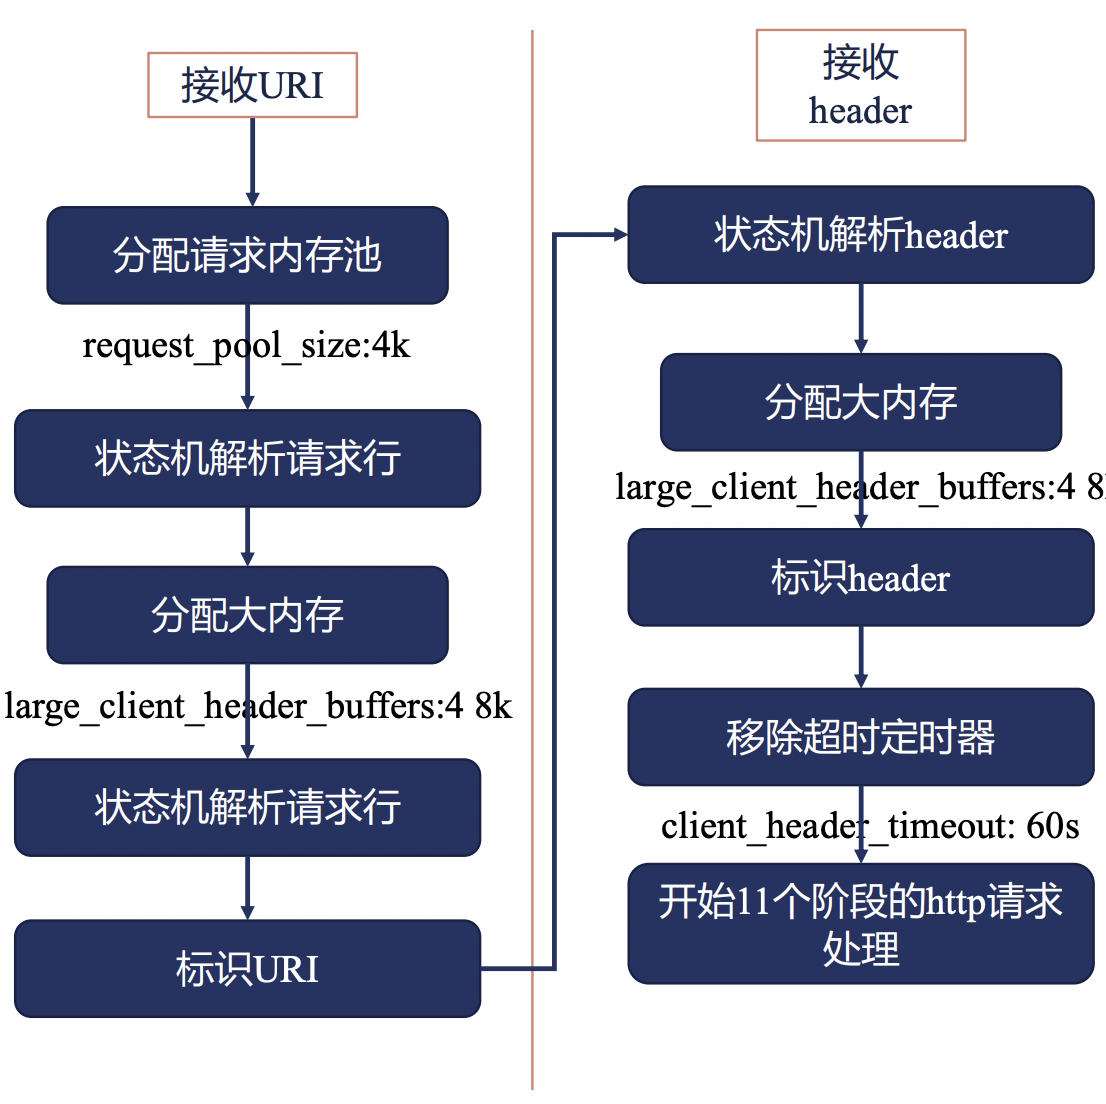 接收URI
分配请求内存池
request_pool_size:4k
状态机解析请求行
分配大内存
large_client_header_buffers:4 8k
状态机解析请求行
标识URI
接收
header
状态机解析header
分配大内存
large_client_header_buffers:4 8
标识header
移除超时定时器
client_header_timeout: 60s
开始11个阶段的http请求
处理